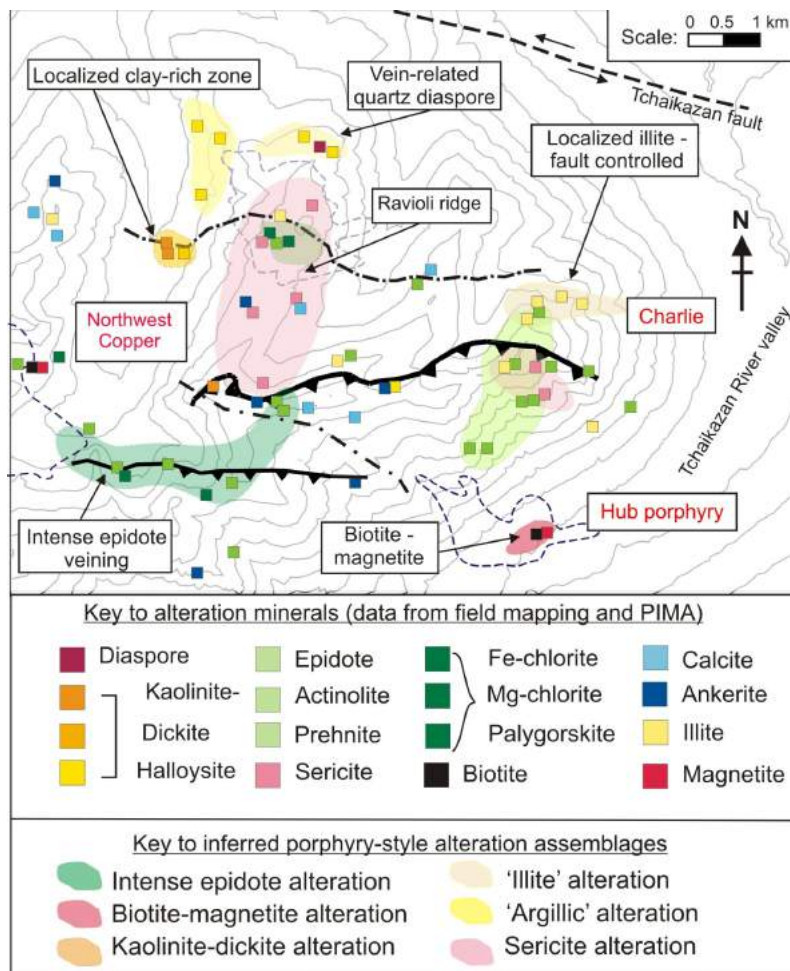 Scale:
0 0.5 1 km
Tchaikazan fault
Localized clay-rich zone
Vein-related
quartz diaspore
Localized illite -
fault controlled
Ravioli ridge
N
Northwest
Copper
Charlie
Tchaikazan River valley
Intense epidote
veining
Biotite -
magnetite
Hub porphyry
Key to alteration minerals (data from field mapping and PIMA)
Diaspore
Epidote
Fe-chlorite
Calcite
Kaolinite-
Actinolite
Mg-chlorite
Ankerite
Dickite
Prehnite
Palygorskite
Illite
Halloysite
Sericite
Biotite
Magnetite
Key to inferred porphyry-style alteration assemblages
Intense epidote alteration
'Illite' alteration
Biotite-magnetite alteration
'Argillic' alteration
Kaolinite-dickite alteration
Sericite alteration